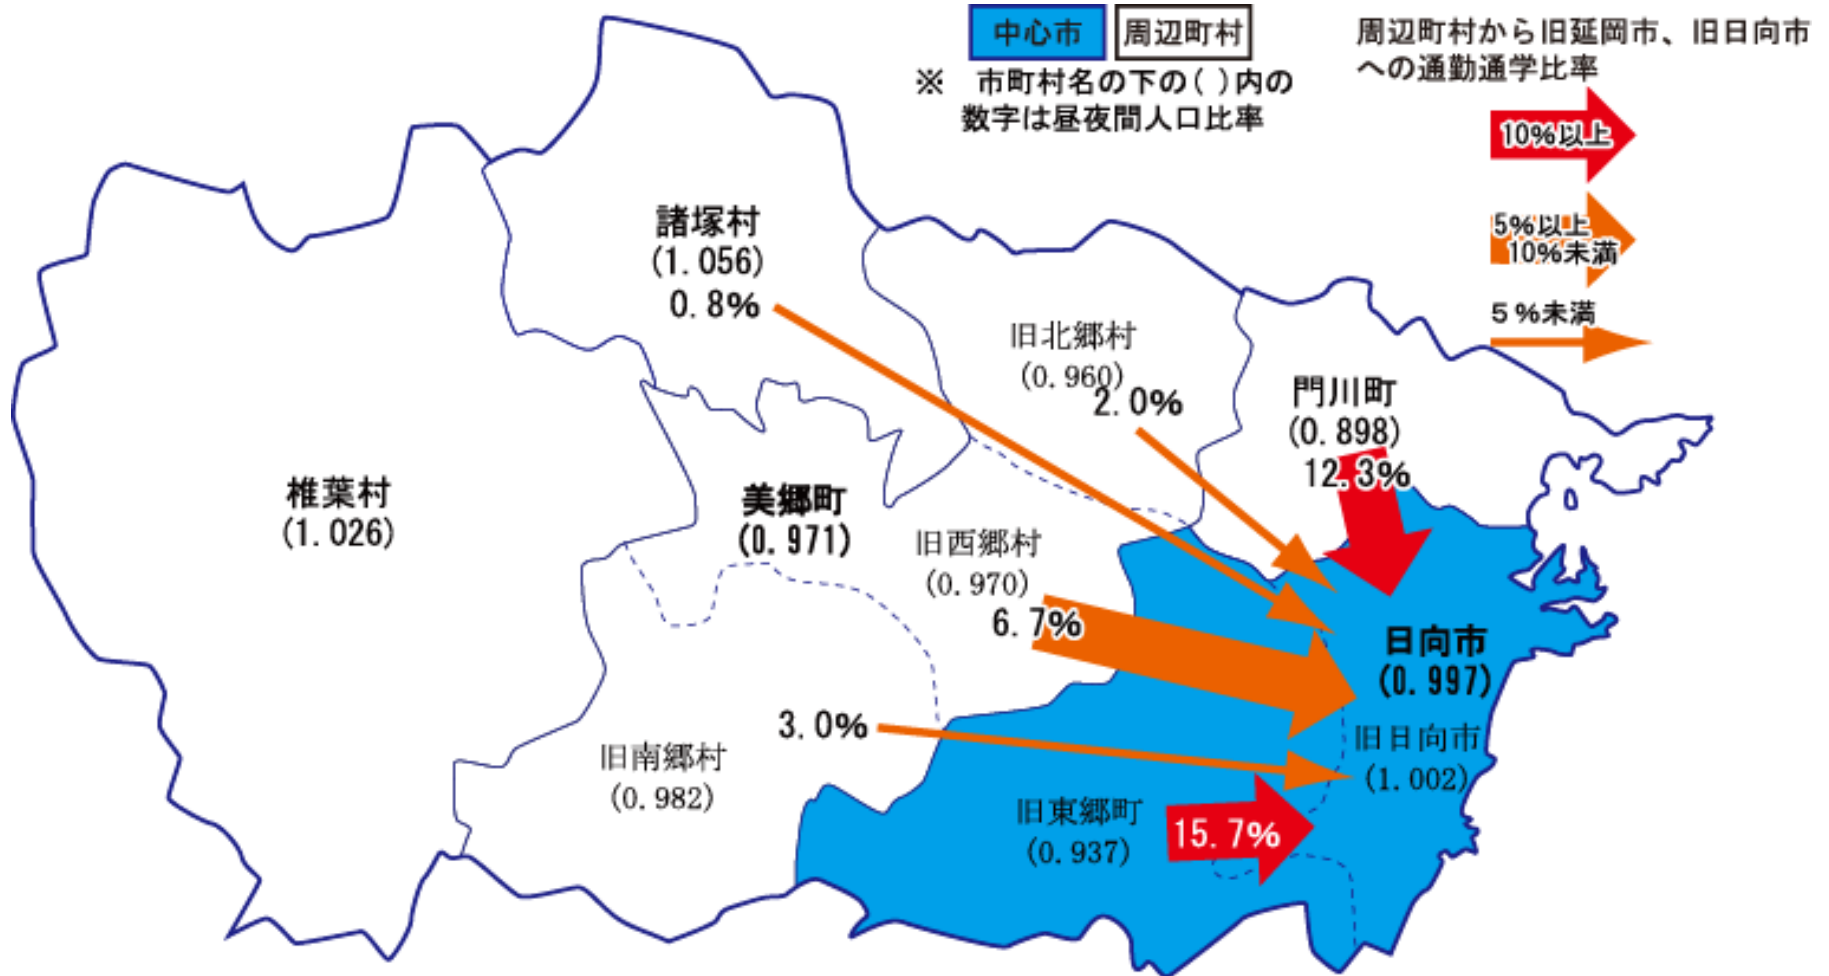 中心市
周辺町村
※ 市町村名の下の( )内の
数字は昼夜間人口比率
周辺町村から旧延岡市、旧日向市
への通勤通学比率
10%以上
5%以上
10%未満
5%未満
諸塚村
(1.056)
0.8%
旧北郷村
(0.960)
2.0%
門川町
(0.898)
12.3%
椎葉村
(1.026)
美郷町
(0.971)
旧西郷村
(0.970)
6.7%
日向市
(0.997)
旧日向市
(1.002)
3.0%
旧南郷村
(0.982)
旧東郷町
(0.937)
15.7%